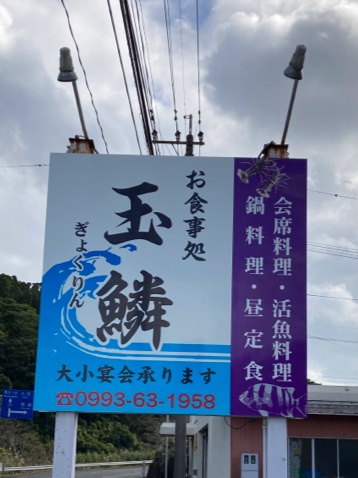 お食事処
玉鱗
ぎょくりん
大小宴会承ります
☎0993-63-1958
会席料理・活魚料理
鍋料理・昼定食